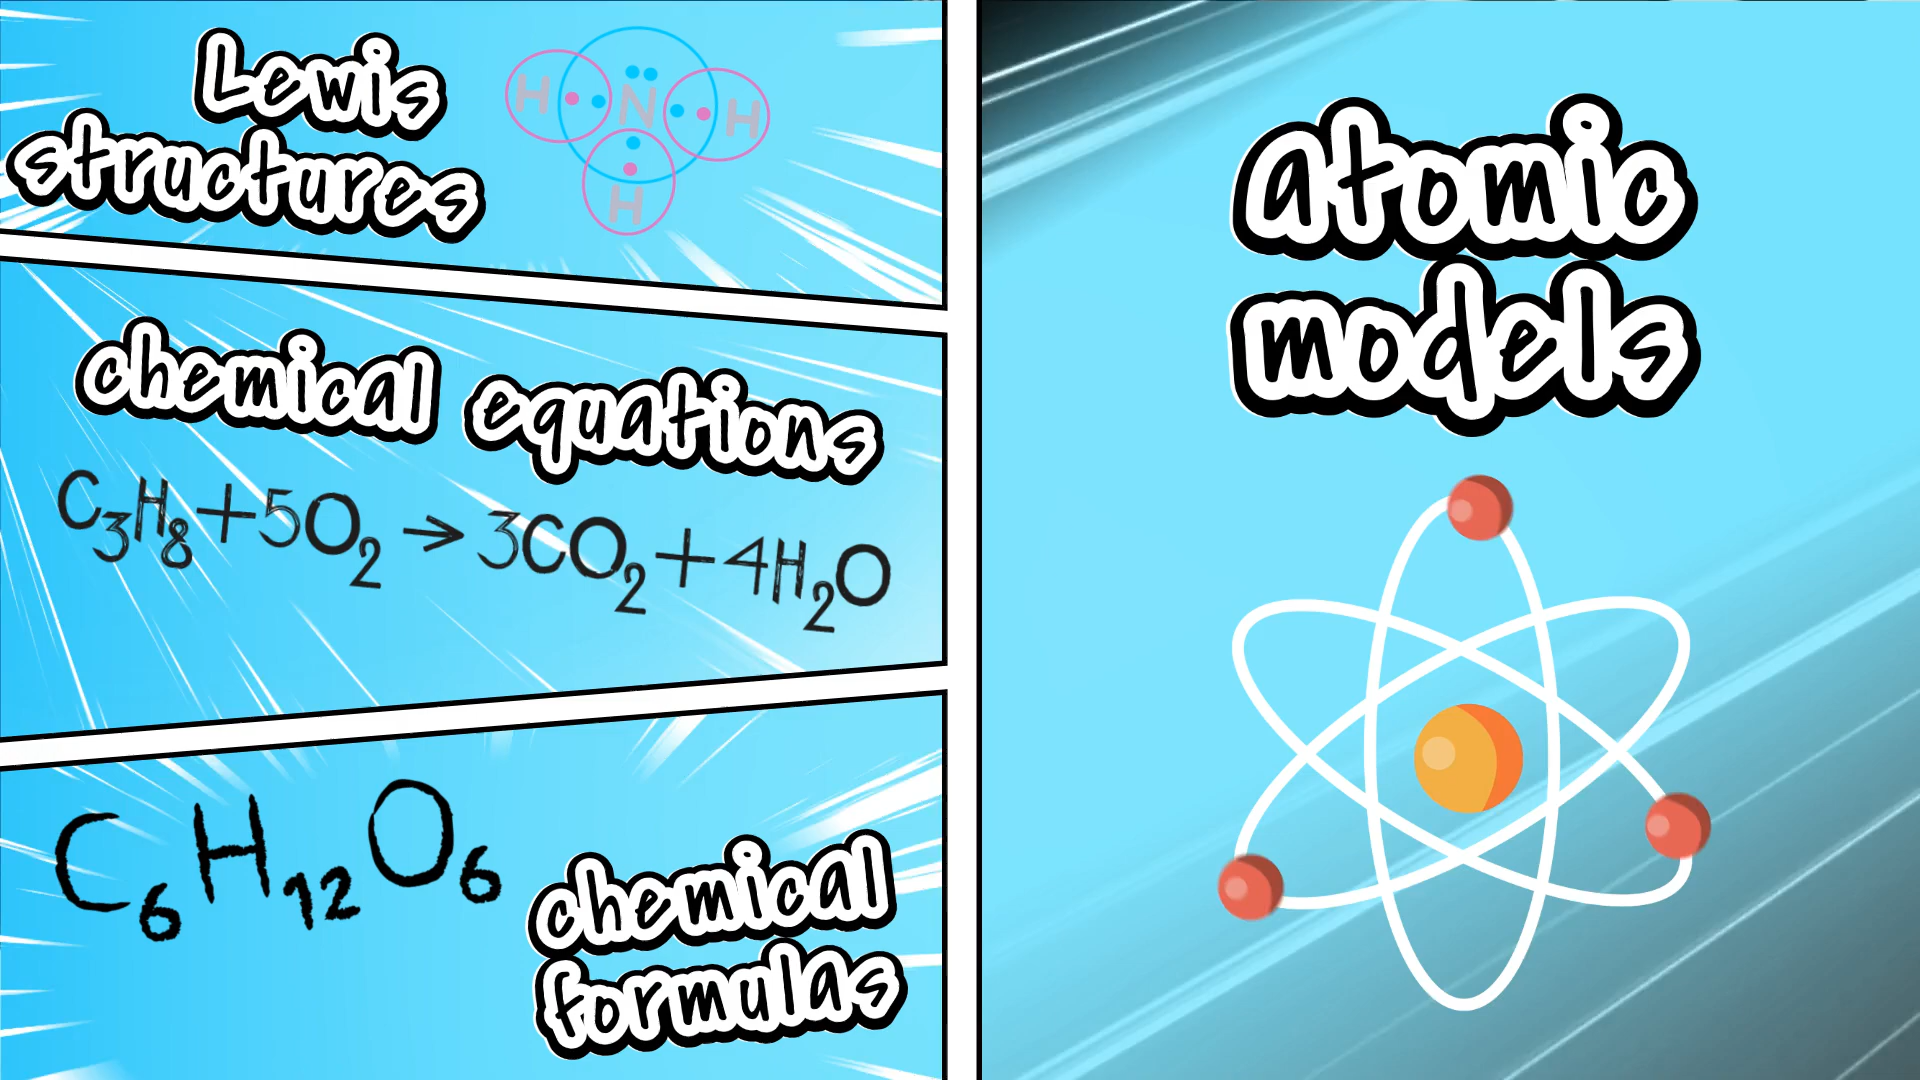 Lewis
structures
H N H
H
chemical equations
C₃H₈+5O₂→3CO₂+4H₂O
C₆H₁₂O₆
chemical
formulas
atomic
models